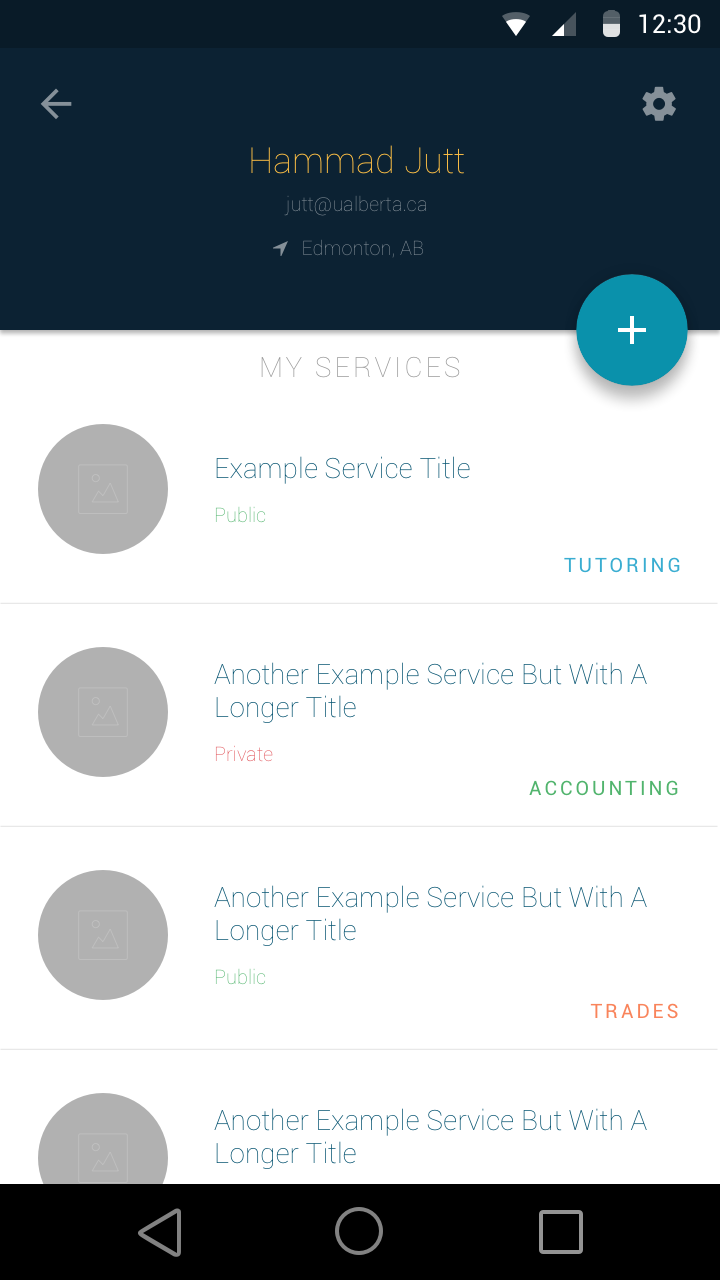 12:30
Hammad Jutt
jutt@ualberta.ca
Edmonton, AB
MY SERVICES
Example Service Title
Public
TUTORING
Another Example Service But With A
Longer Title
Private
ACCOUNTING
Another Example Service But With A
Longer Title
Public
TRADES
Another Example Service But With A
Longer Title